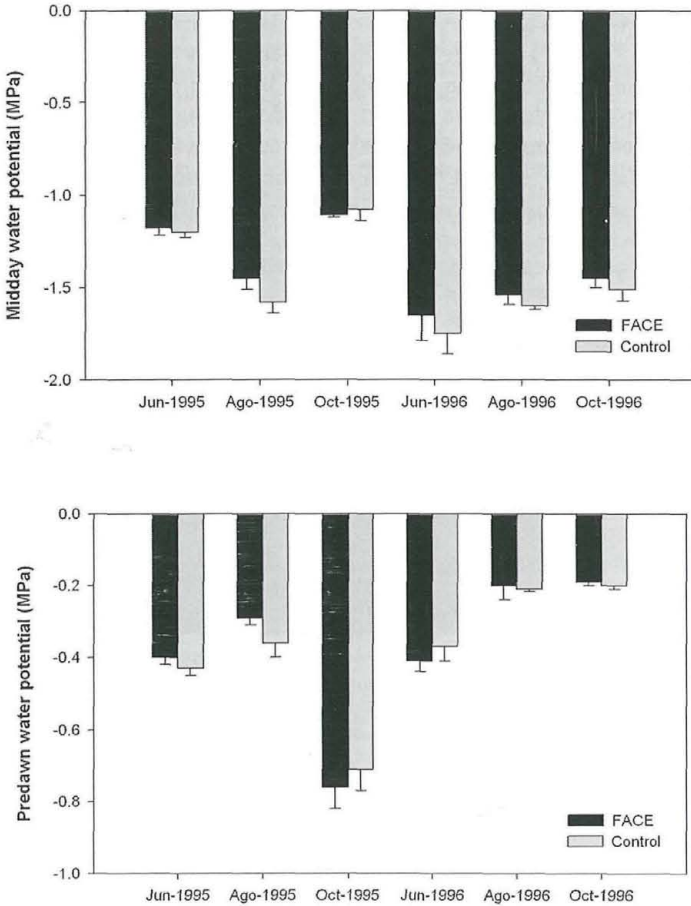 Midday water potential (MPa)
0.0
-0.5
-1.0
-1.5
-2.0
FACE
Control
Jun-1995 Ago-1995 Oct-1995 Jun-1996 Ago-1996 Oct-1996
Predawn water potential (MPa)
0.0
-0.2
-0.4
-0.6
-0.8
-1.0
FACE
Control
Jun-1995 Ago-1995 Oct-1995 Jun-1996 Ago-1996 Oct-1996